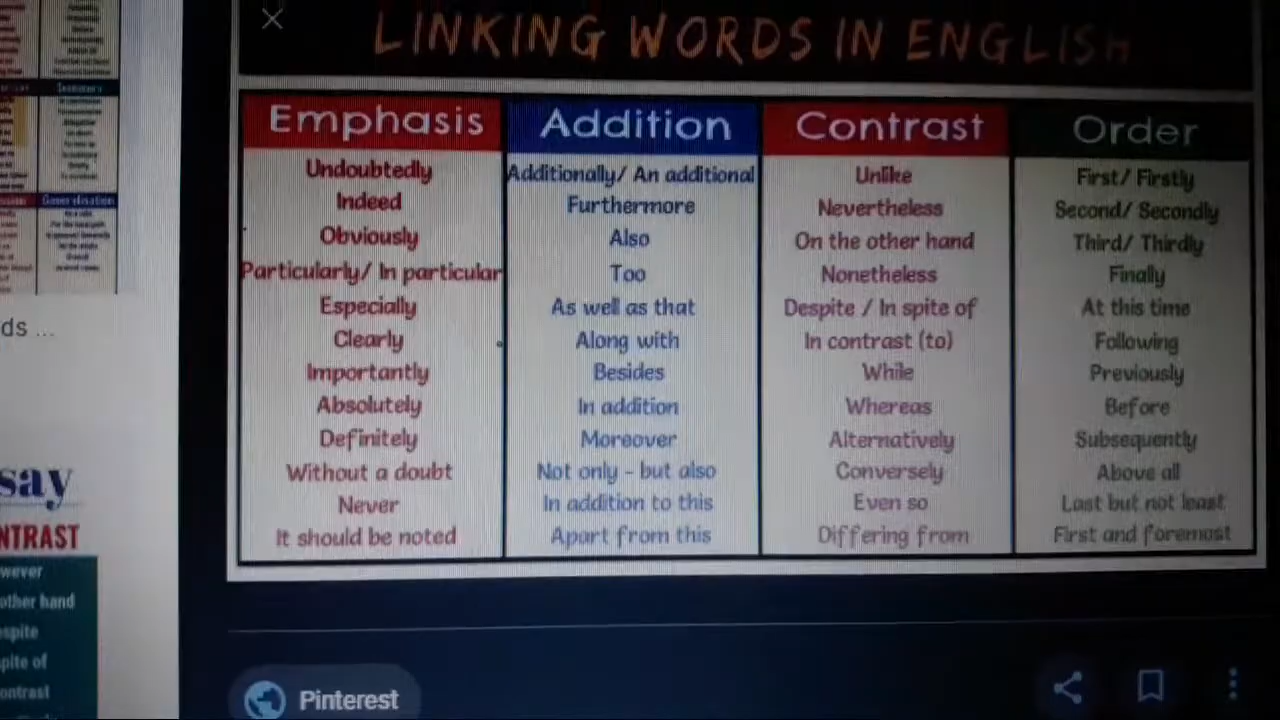 LINKING WORDS IN ENGLISH
Emphasis
Undoubtedly
Indeed
Obviously
Particularly/ In particular
Especially
Clearly
Importantly
Absolutely
Definitely
Without a doubt
Never
It should be noted
Addition
Additionally/ An additional
Furthermore
Also
Too
As well as that
Along with
Besides
In addition
Moreover
Not only - but also
In addition to this
Apart from this
Contrast
Unlike
Nevertheless
On the other hand
Nonetheless
Despite / In spite of
In contrast (to)
While
Whereas
Alternatively
Conversely
Even so
Differing from
Order
First/ Firstly
Second/ Secondly
Third/ Thirdly
Finally
At this time
Following
Previously
Before
Subsequently
Above all
Last but not least
First and foremost
Generalisation
ds ...
say
NTRAST
wever
other hand
spite
pite of
ontrast
Pinterest